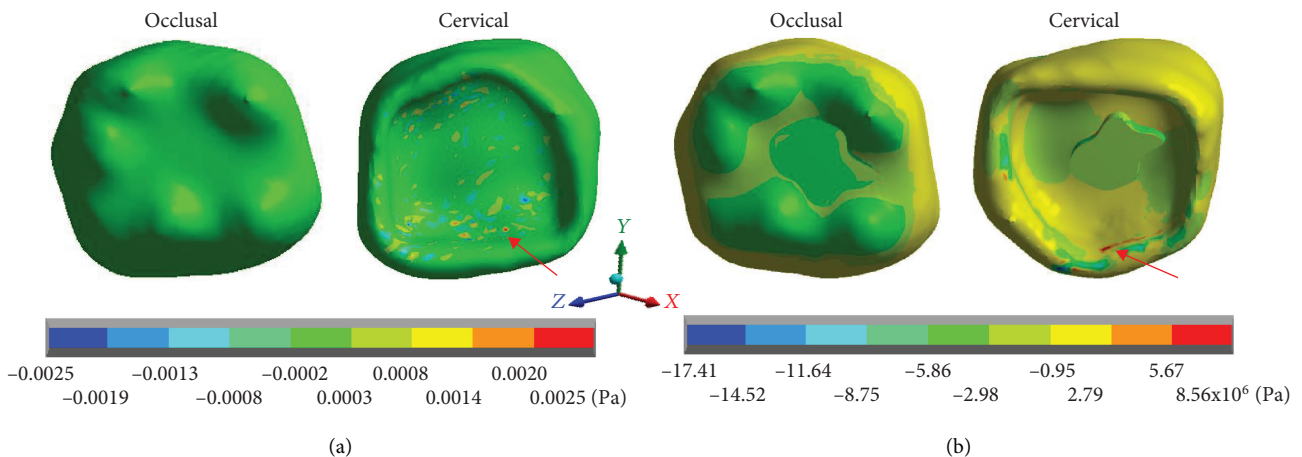 Occlusal Cervical Occlusal Cervical
Y
Z X
−0.0025 −0.0013 −0.0002 0.0008 0.0020
−0.0019 −0.0008 0.0003 0.0014 0.0025 (Pa)
−17.41 −11.64 −5.86 −0.95 5.67
−14.52 −8.75 −2.98 2.79 8.56x10⁶ (Pa)
(a) (b)